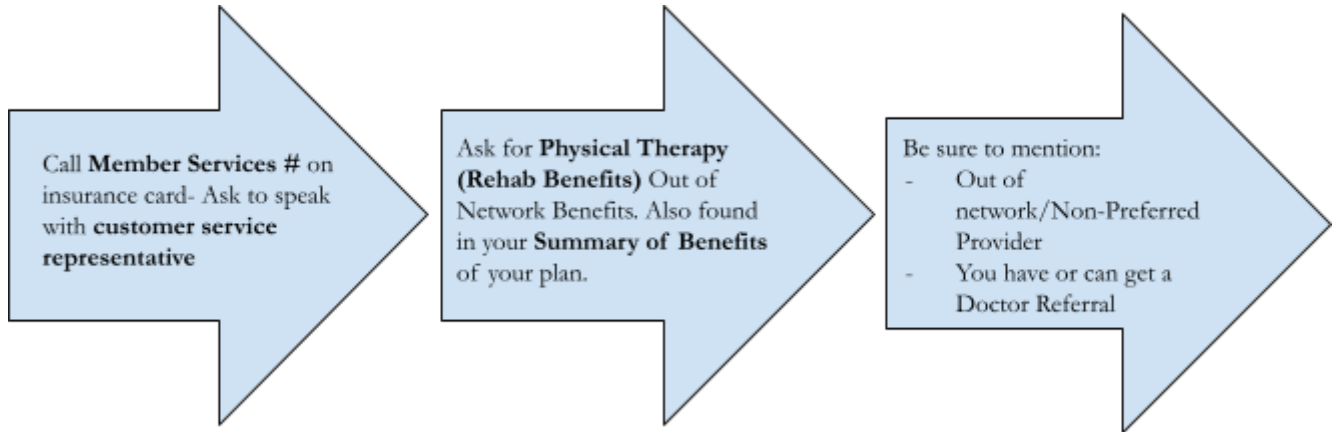 Call Member Services # on
insurance card- Ask to speak
with customer service
representative
Ask for Physical Therapy
(Rehab Benefits) Out of
Network Benefits. Also found
in your Summary of Benefits
of your plan.
Be sure to mention:
- Out of
network/Non-Preferred
Provider
- You have or can get a
Doctor Referral